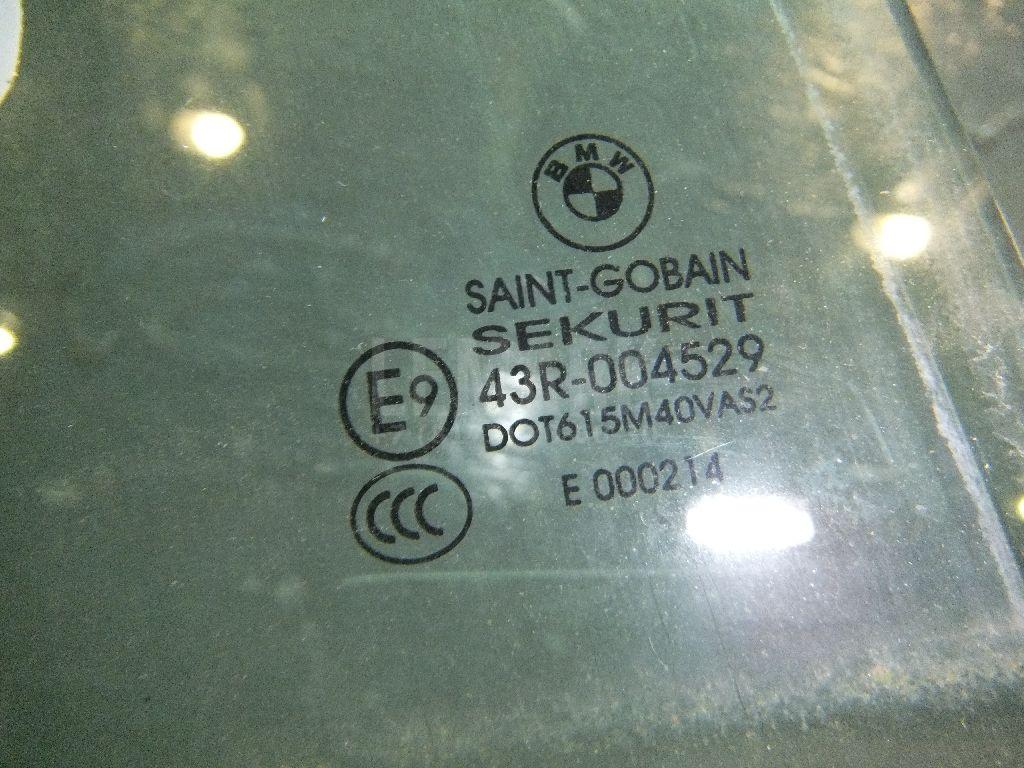 BMW
SAINT-GOBAIN
SEKURIT
E9 43R-004529
DOT615M40VAS2
CCC E 000214